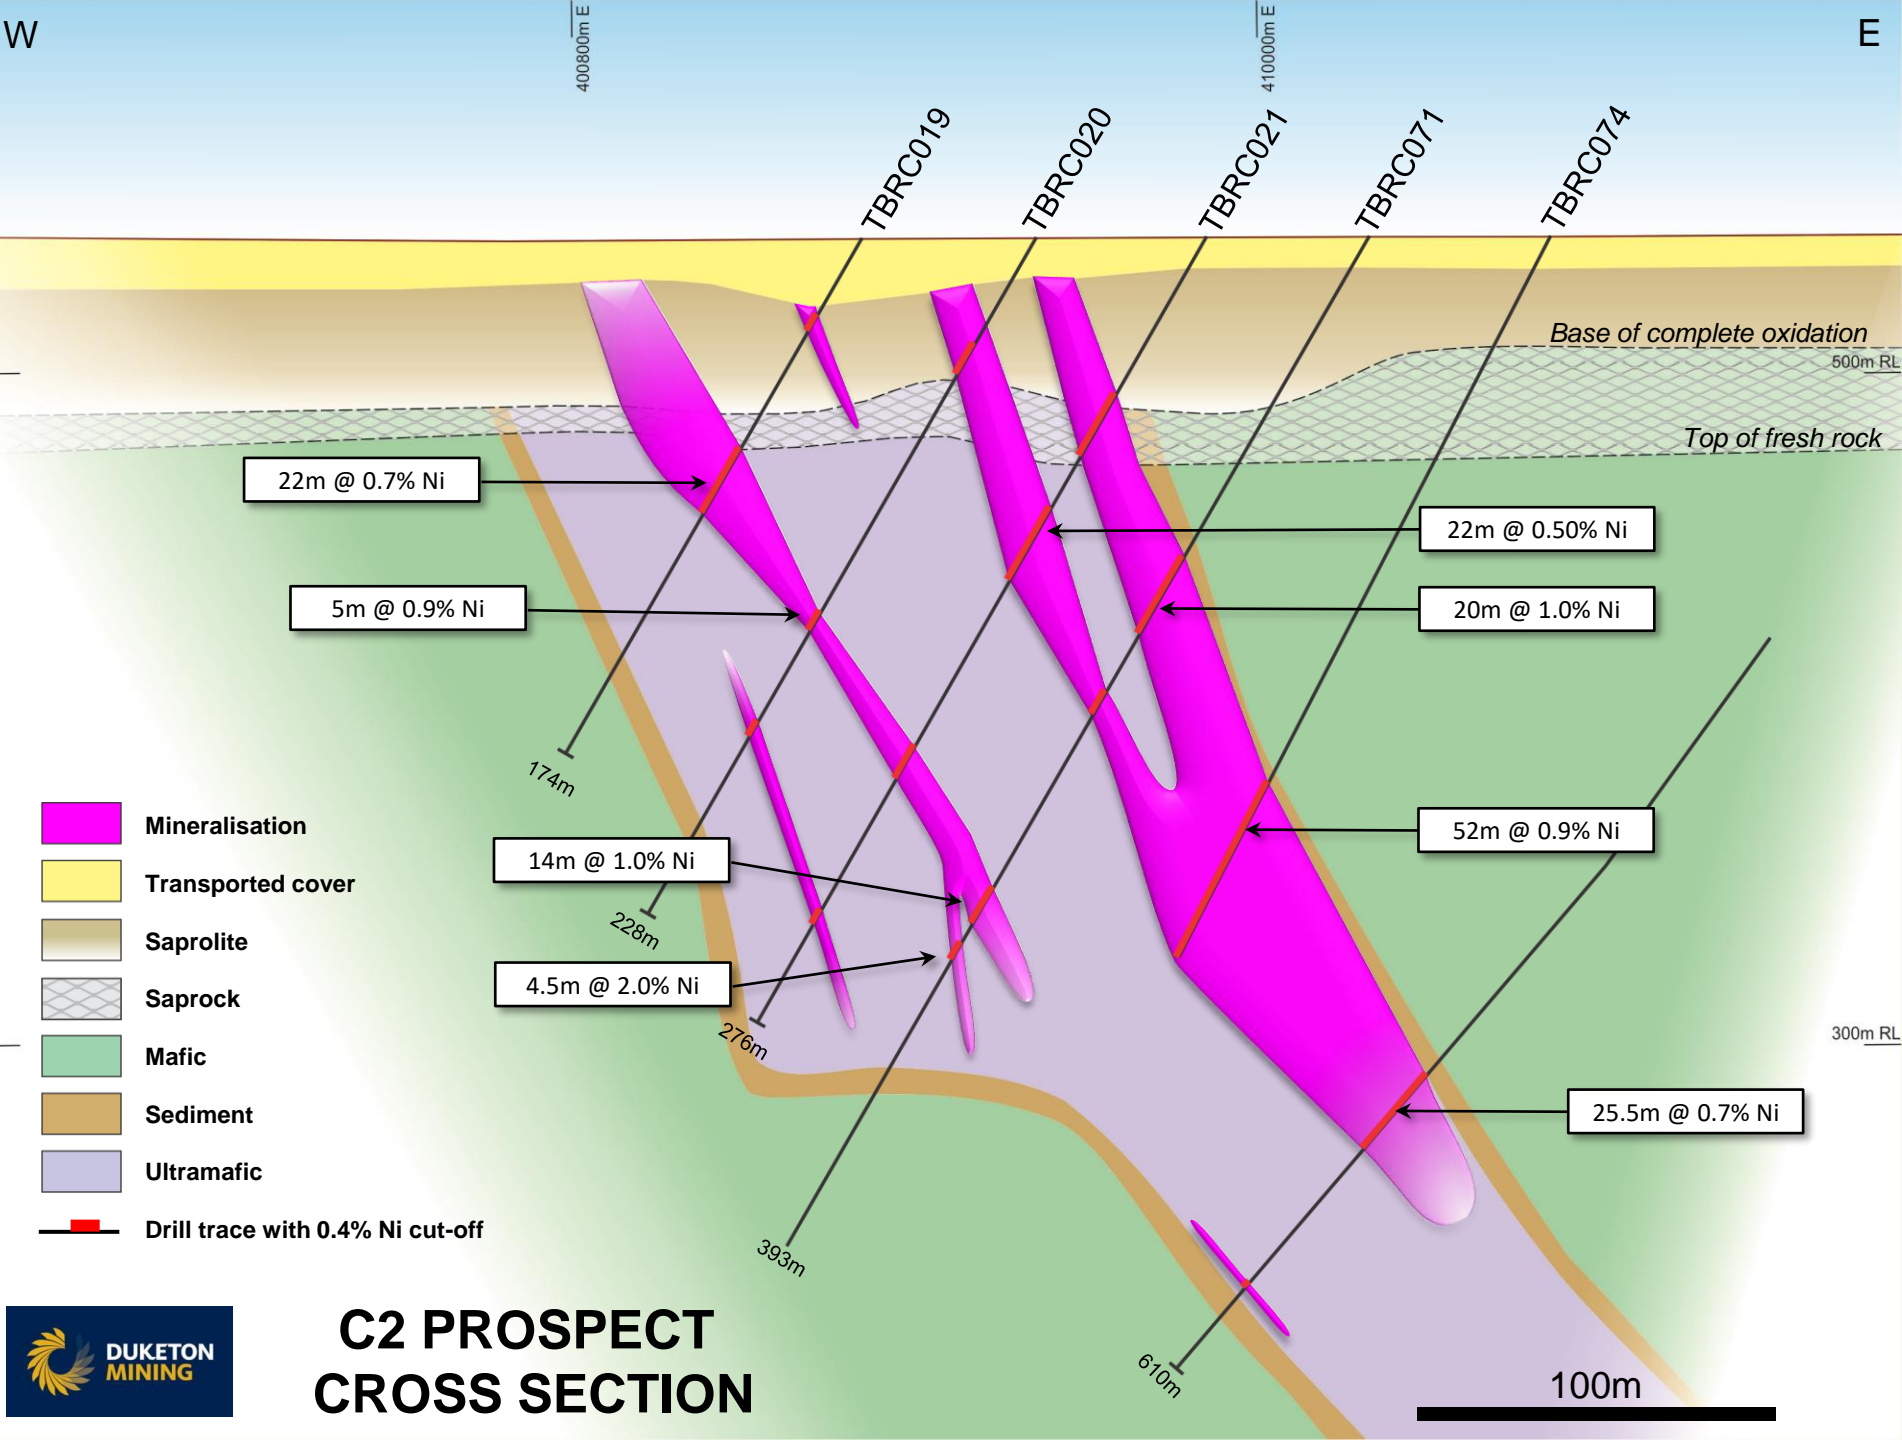 W
400800m E
410000m E
E
TBRC019
TBRC020
TBRC021
TBRC071
TBRC074
Base of complete oxidation
500m RL
Top of fresh rock
22m @ 0.7% Ni
22m @ 0.50% Ni
5m @ 0.9% Ni
20m @ 1.0% Ni
174m
Mineralisation
52m @ 0.9% Ni
14m @ 1.0% Ni
Transported cover
228m
Saprolite
4.5m @ 2.0% Ni
Saprock
276m
300m RL
Mafic
Sediment
25.5m @ 0.7% Ni
Ultramafic
Drill trace with 0.4% Ni cut-off
393m
610m
DUKETON
MINING
C2 PROSPECT
CROSS SECTION
100m